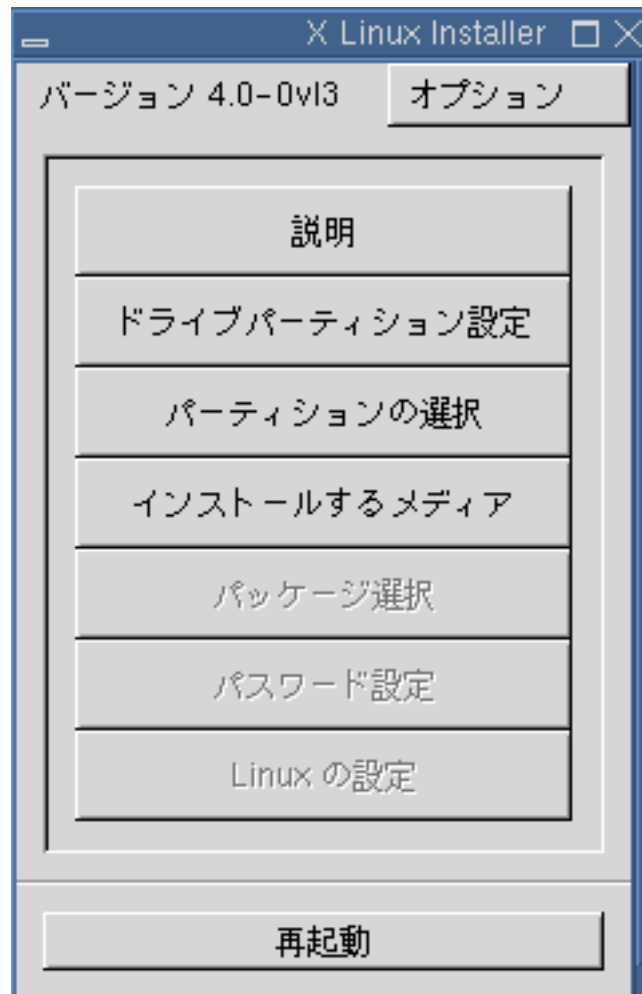 X Linux Installer
バージョン 4.0-0vl3 オプション
説明
ドライブパーティション設定
パーティションの選択
インストールするメディア
パッケージ選択
パスワード設定
Linux の設定
再起動